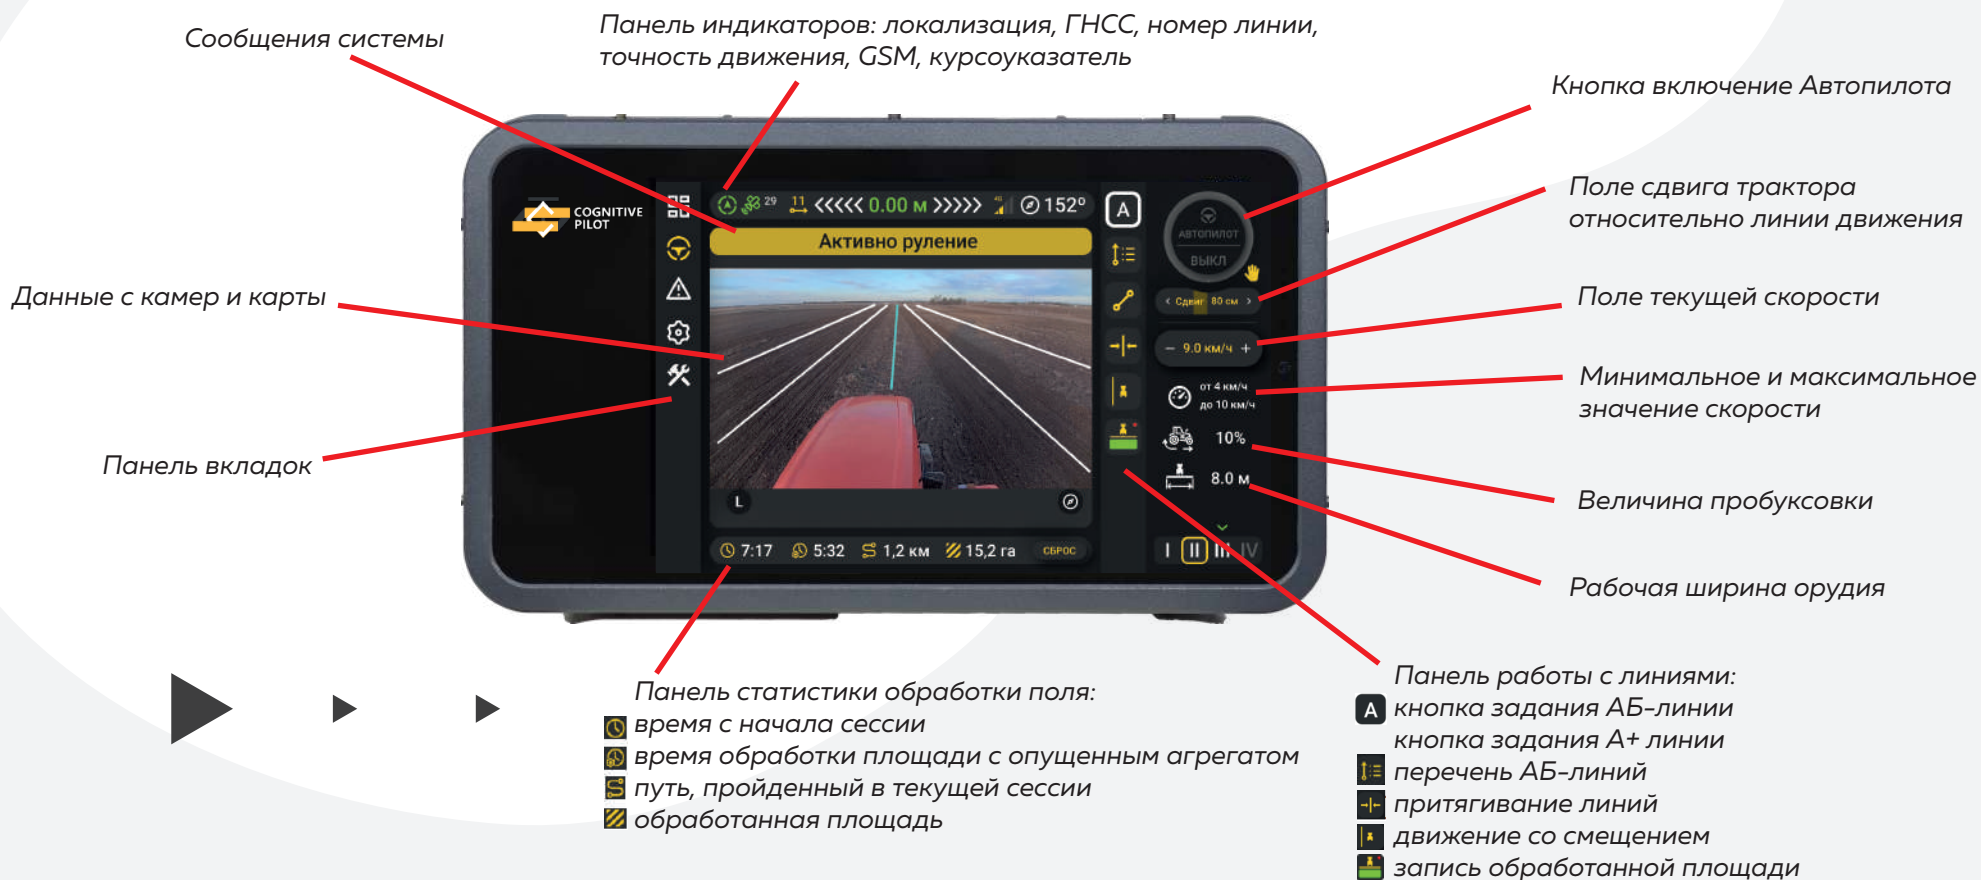 Сообщения системы
Панель индикаторов: локализация, ГНСС, номер линии,
точность движения, GSM, курсоуказатель
Кнопка включение Автопилота
Поле сдвига трактора
относительно линии движения
Поле текущей скорости
Минимальное и максимальное
значение скорости
Величина пробуксовки
Рабочая ширина орудия
Данные с камер и карты
Панель вкладок
COGNITIVE
PILOT
29 11 <<<<< 0.00 м >>>>> 4G 152°
Активно руление
L
7:17 5:32 1,2 км 15,2 га СБРОС
A
АВТОПИЛОТ
ВЫКЛ
< Сдвиг 80 см >
− 9.0 км/ч +
от 4 км/ч
до 10 км/ч
10%
8.0 м
I II III IV
Панель статистики обработки поля:
время с начала сессии
время обработки площади с опущенным агрегатом
путь, пройденный в текущей сессии
обработанная площадь
Панель работы с линиями:
A кнопка задания АБ-линии
кнопка задания А+ линии
перечень АБ-линий
притягивание линий
движение со смещением
запись обработанной площади